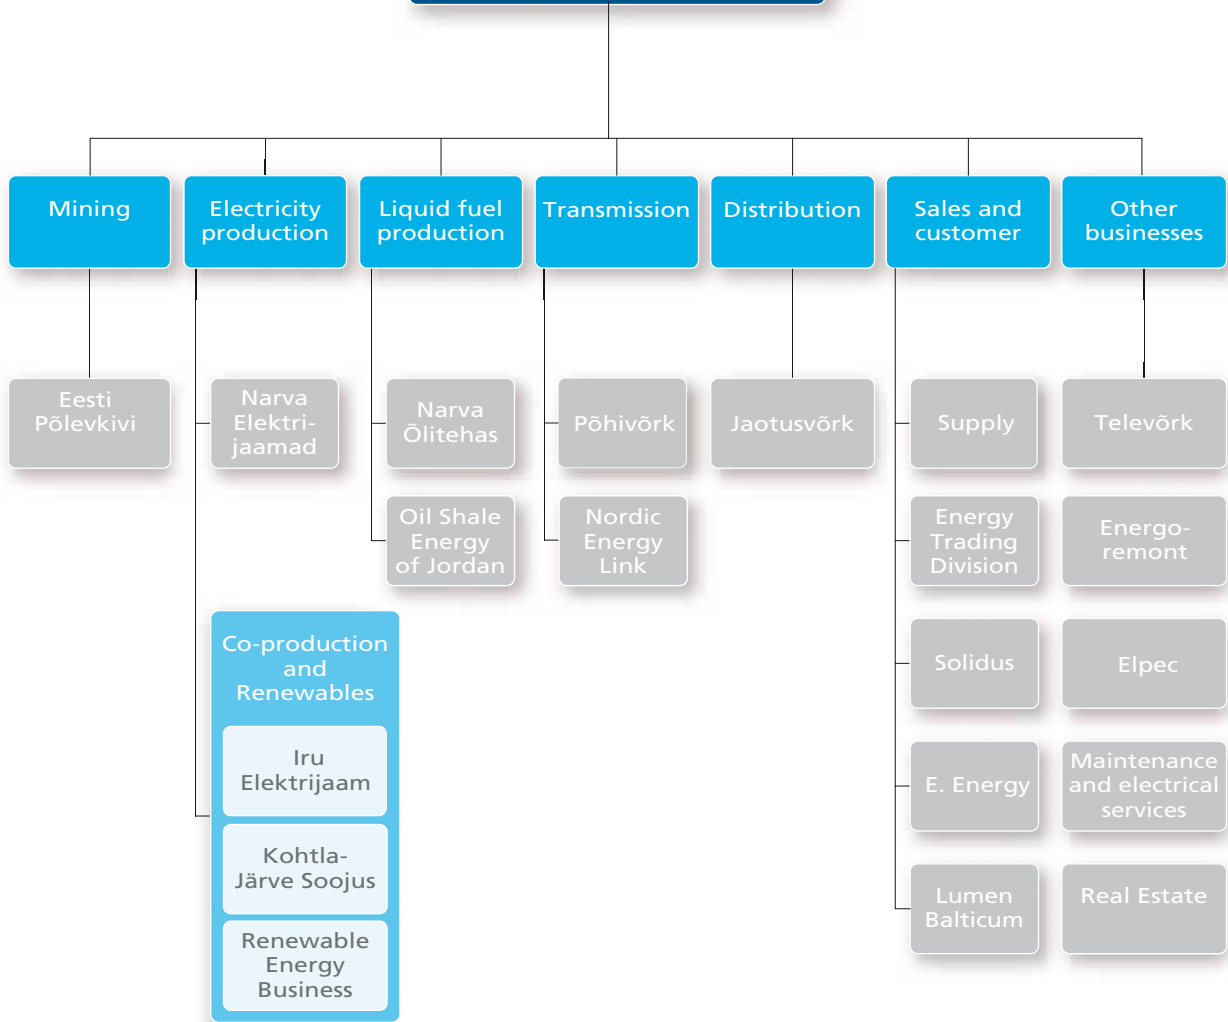 Mining
Electricity
production
Liquid fuel
production
Transmission
Distribution
Sales and
customer
Other
businesses
Eesti
Põlevkivi
Narva
Elektri-
jaamad
Narva
Õlitehas
Põhivõrk
Jaotusvõrk
Supply
Televõrk
Oil Shale
Energy
of Jordan
Nordic
Energy
Link
Energy
Trading
Division
Energo-
remont
Co-production
and
Renewables
Solidus
Elpec
Iru
Elektrijaam
E. Energy
Maintenance
and electrical
services
Kohtla-
Järve Soojus
Lumen
Balticum
Real Estate
Renewable
Energy
Business